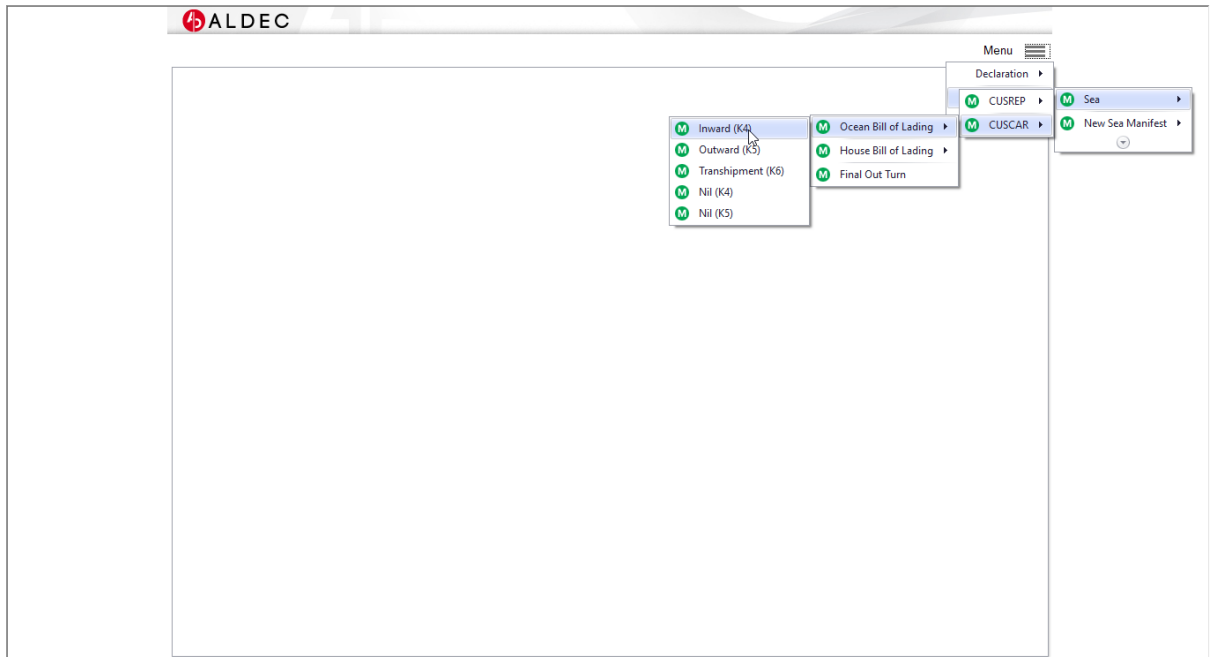 ALDEC
Menu
Declaration
CUSREP
CUSCAR
Sea
New Sea Manifest
Ocean Bill of Lading
House Bill of Lading
Final Out Turn
Inward (K4)
Outward (K5)
Transhipment (K6)
Nil (K4)
Nil (K5)